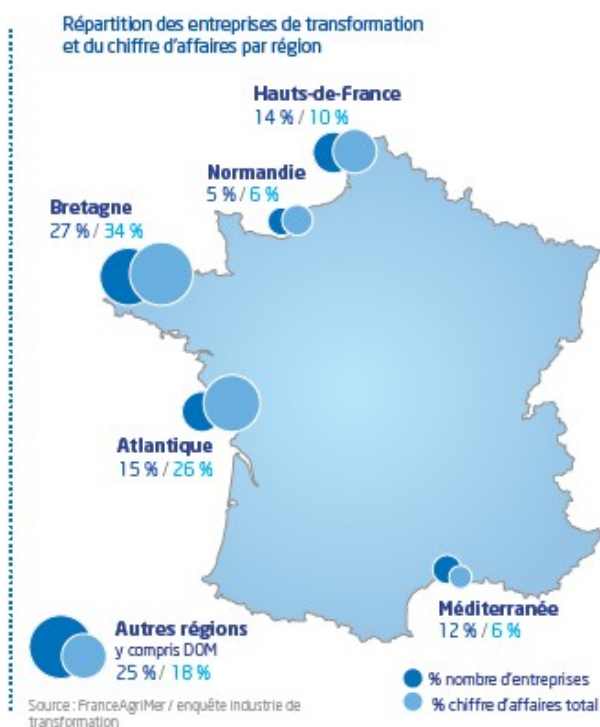 Répartition des entreprises de transformation
et du chiffre d'affaires par région
Hauts-de-France
14 % / 10 %
Normandie
5 % / 6 %
Bretagne
27 % / 34 %
Atlantique
15 % / 26 %
Méditerranée
12 % / 6 %
Autres régions
y compris DOM
25 % / 18 %
% nombre d'entreprises
% chiffre d'affaires total
Source : FranceAgriMer / enquête industrie de
transformation